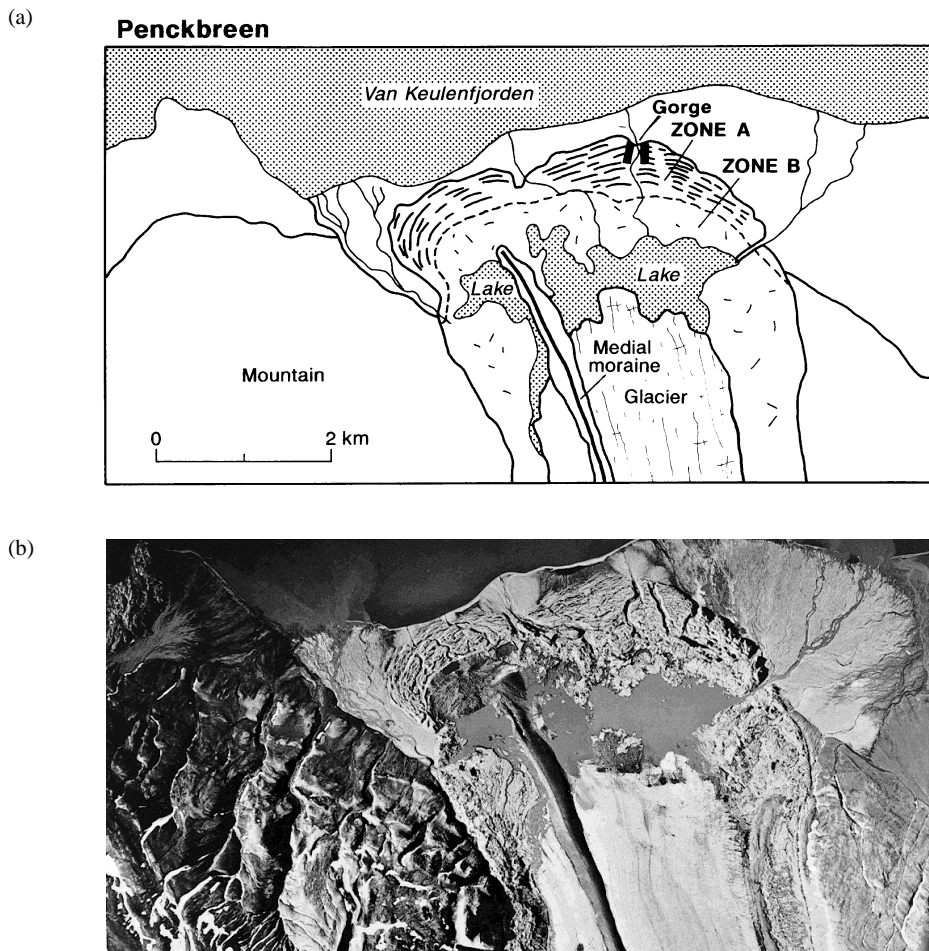 (a)
Penckbreen
Van Keulenfjorden
Gorge
ZONE A
ZONE B
Lake
Lake
Medial
moraine
Mountain
Glacier
0 2 km
(b)